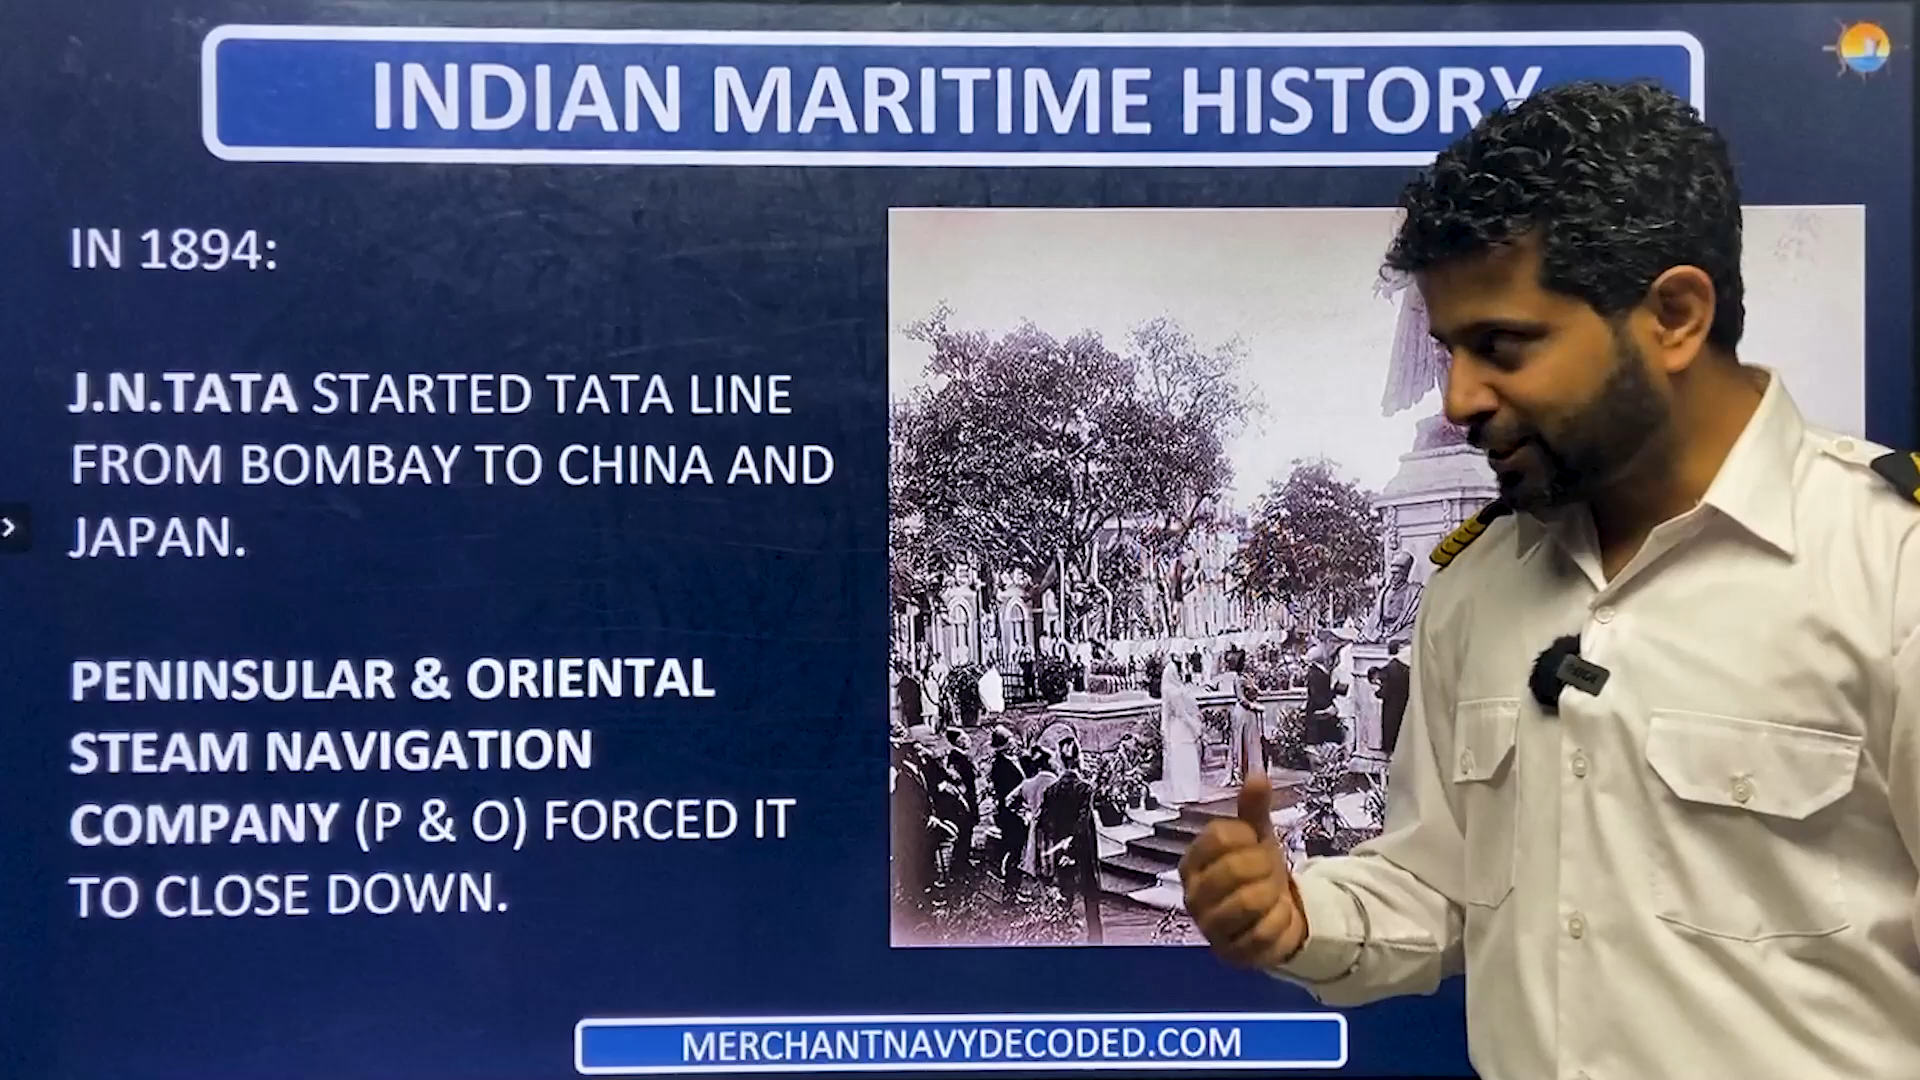 INDIAN MARITIME HISTORY
IN 1894:
J.N.TATA STARTED TATA LINE
FROM BOMBAY TO CHINA AND
JAPAN.
PENINSULAR & ORIENTAL
STEAM NAVIGATION
COMPANY (P & O) FORCED IT
TO CLOSE DOWN.
MERCHANTNAVYDECODED.COM